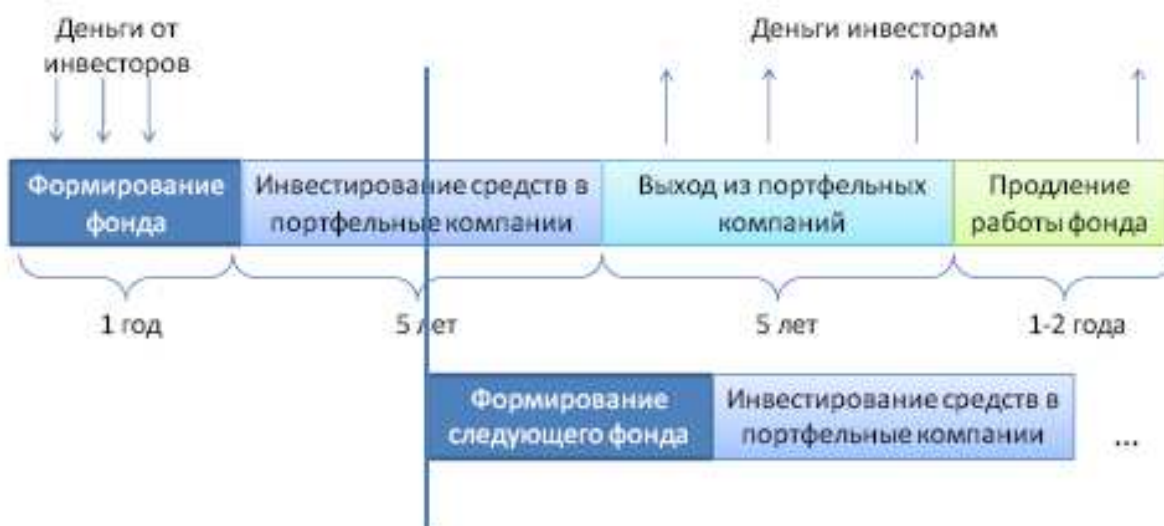 Деньги от
инвесторов
Деньги инвесторам
Формирование
фонда
Инвестирование средств в
портфельные компании
Выход из портфельных
компаний
Продление
работы фонда
1 год
5 лет
5 лет
1-2 года
Формирование
следующего фонда
Инвестирование средств в
портфельные компании
...